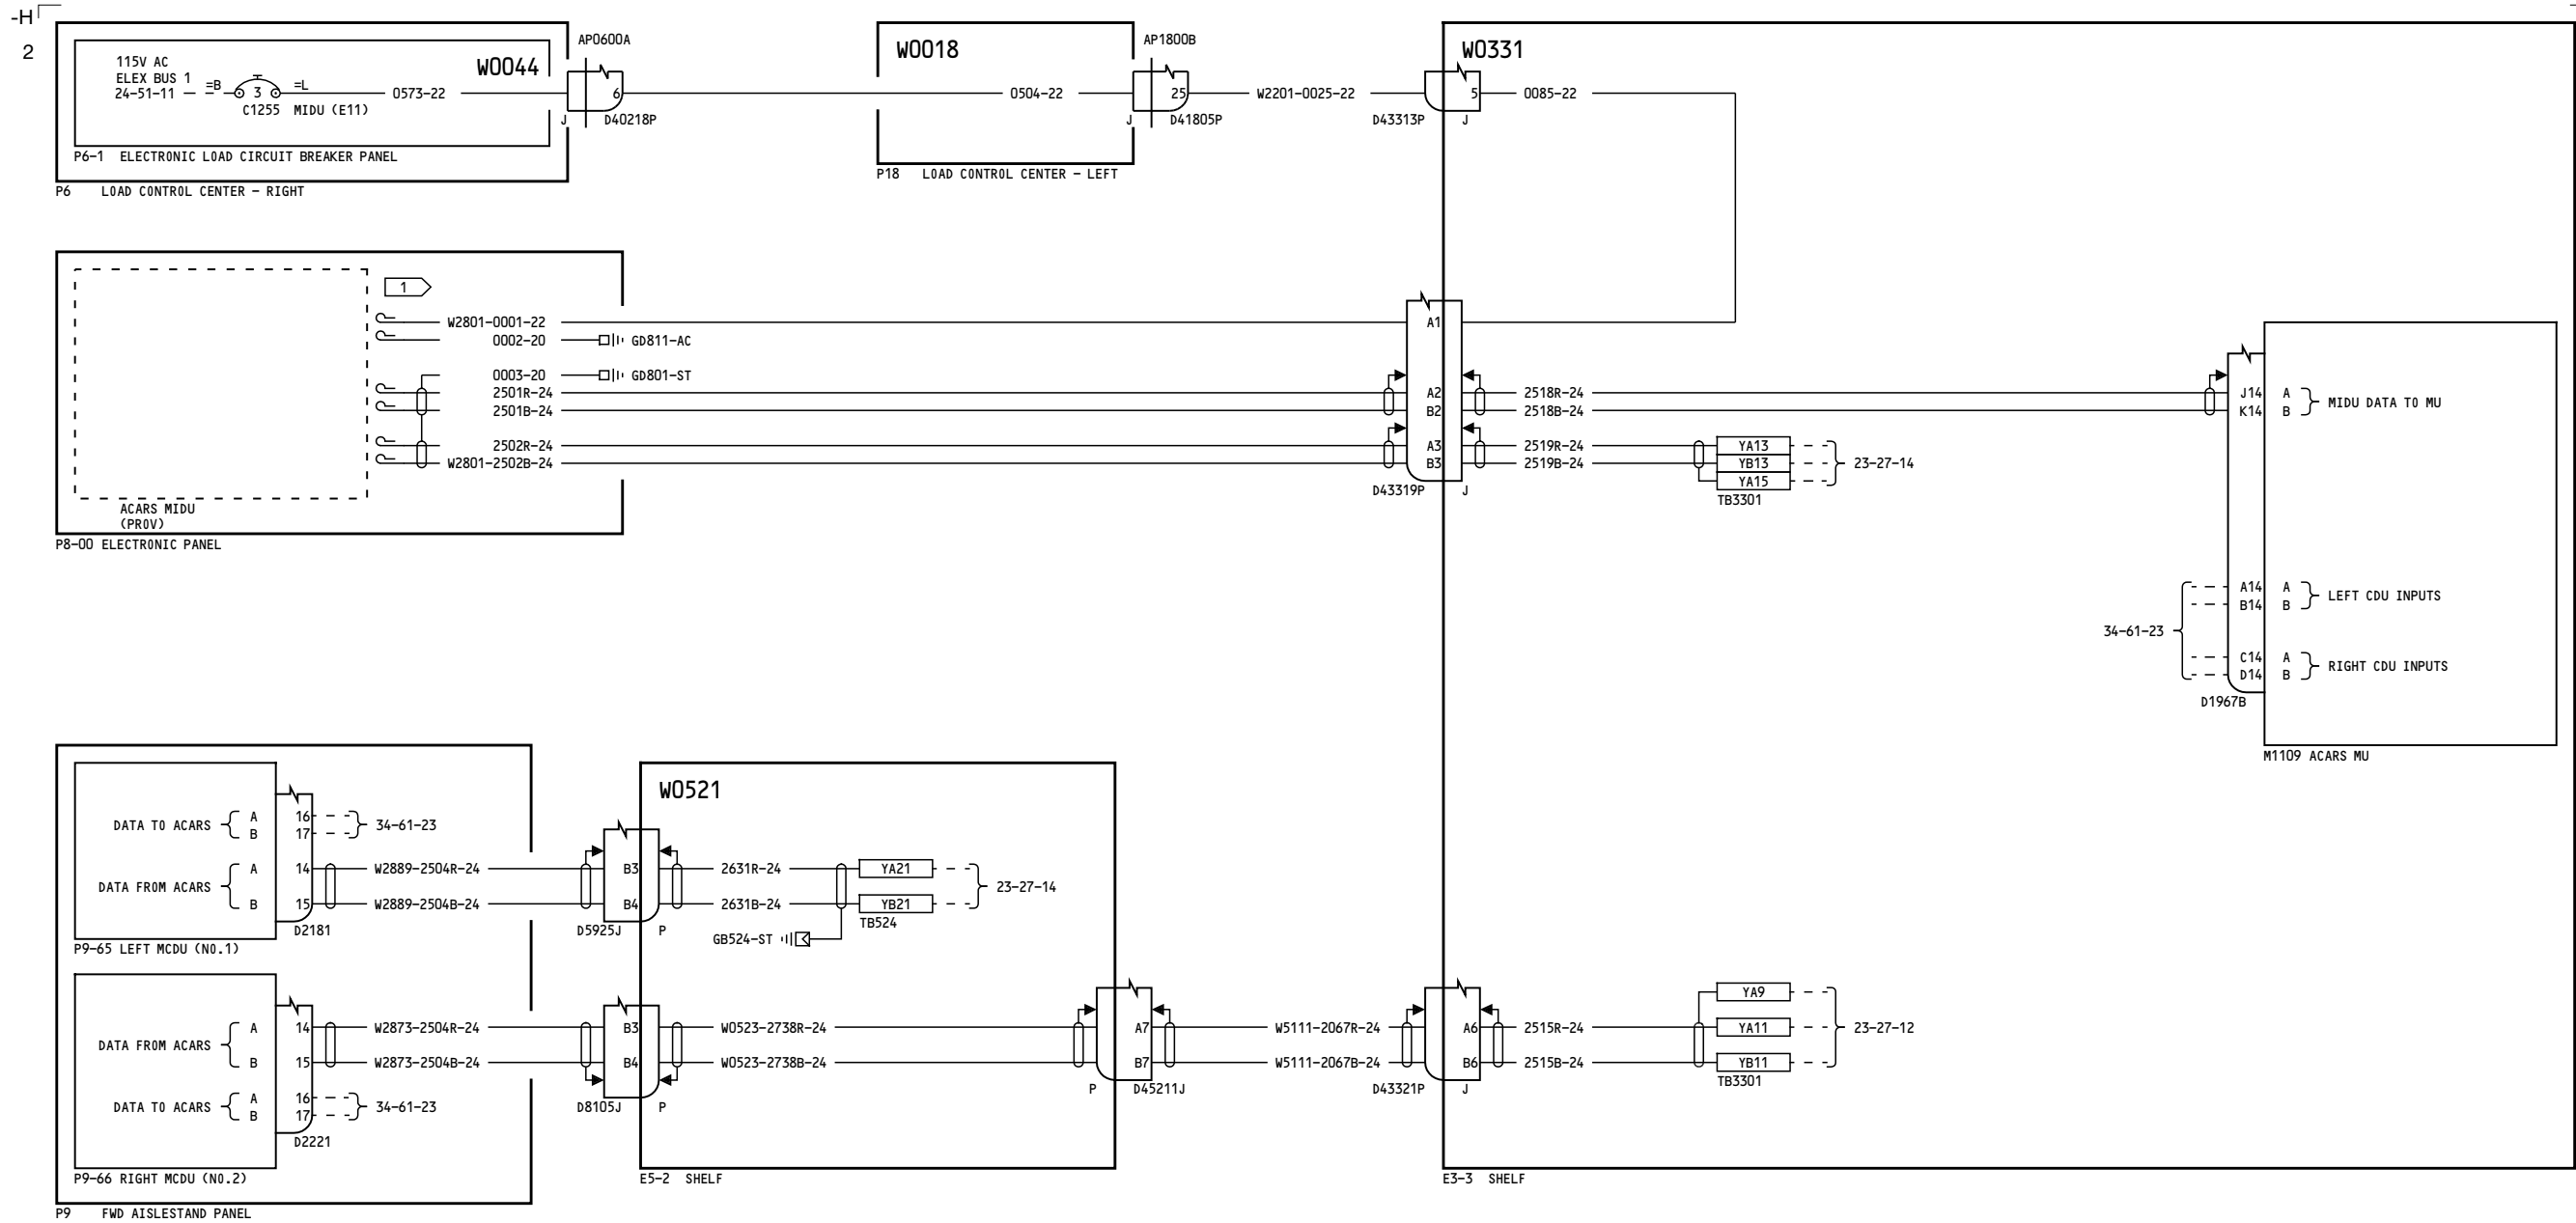 -H
2
115V AC
ELEX BUS 1
24-51-11
=B
3
=L
C1255 MIDU (E11)
W0044
0573-22
AP0600A
6
J
D40218P
P6-1 ELECTRONIC LOAD CIRCUIT BREAKER PANEL
P6 LOAD CONTROL CENTER - RIGHT
W0018
0504-22
AP1800B
25
J
D41805P
P18 LOAD CONTROL CENTER - LEFT
W2201-0025-22
W0331
5
0085-22
D43313P
J
1
W2801-0001-22
0002-20
GD811-AC
0003-20
GD801-ST
2501R-24
2501B-24
2502R-24
W2801-2502B-24
ACARS MIDU
(PROV)
P8-00 ELECTRONIC PANEL
A1
A2
B2
A3
B3
D43319P
J
2518R-24
2518B-24
2519R-24
2519B-24
YA13
YB13
YA15
TB3301
23-27-14
J14 A
K14 B
MIDU DATA TO MU
A14 A
B14 B
LEFT CDU INPUTS
34-61-23
C14 A
D14 B
RIGHT CDU INPUTS
D1967B
M1109 ACARS MU
DATA TO ACARS
A
B
16
17
34-61-23
DATA FROM ACARS
A
B
14
15
W2889-2504R-24
W2889-2504B-24
D2181
P9-65 LEFT MCDU (NO.1)
DATA FROM ACARS
A
B
14
15
W2873-2504R-24
W2873-2504B-24
DATA TO ACARS
A
B
16
17
34-61-23
D2221
P9-66 RIGHT MCDU (NO.2)
P9 FWD AISLESTAND PANEL
W0521
B3
B4
D5925J
P
2631R-24
2631B-24
YA21
YB21
TB524
23-27-14
GB524-ST
B3
B4
D8105J
P
W0523-2738R-24
W0523-2738B-24
A7
B7
P
D45211J
E5-2 SHELF
W5111-2067R-24
W5111-2067B-24
A6
B6
D43321P
J
2515R-24
2515B-24
YA9
YA11
YB11
TB3301
23-27-12
E3-3 SHELF